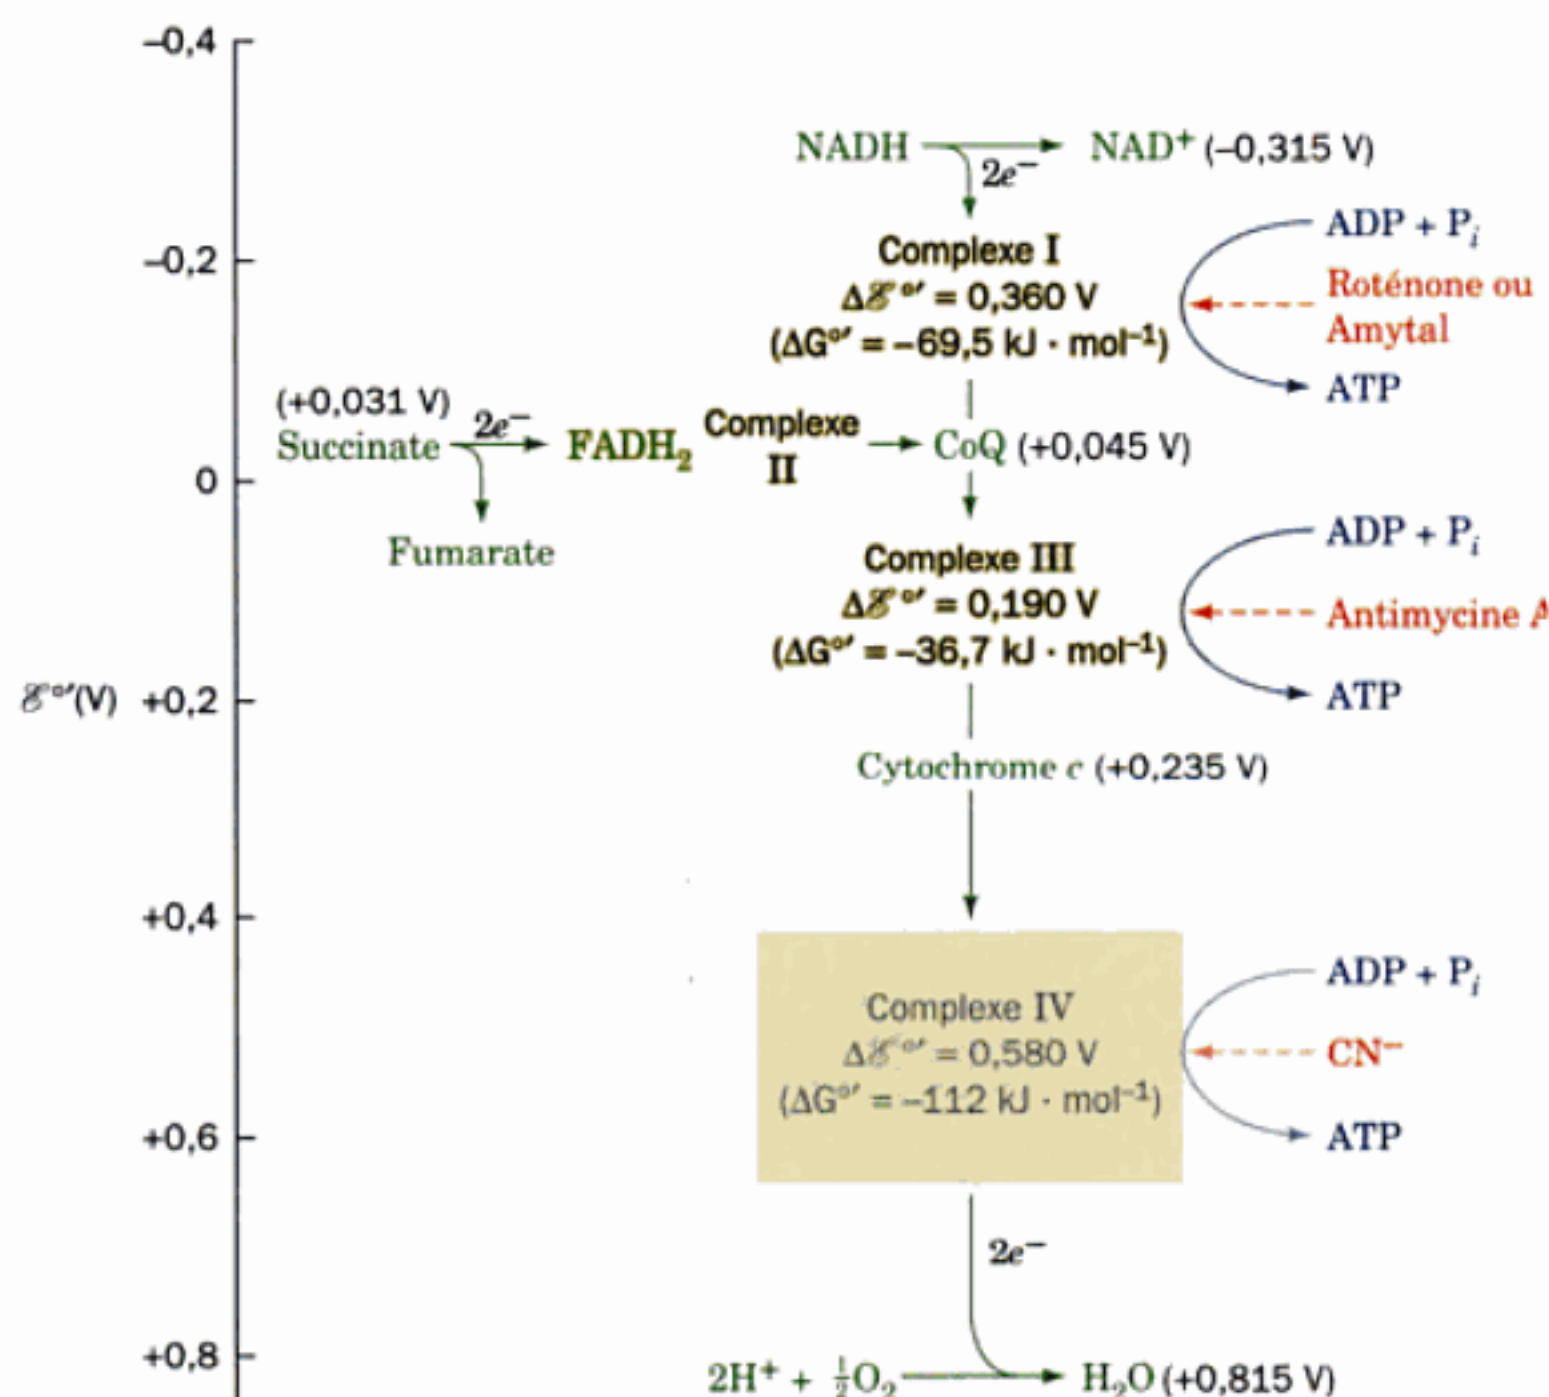 –0,4
NADH
2e⁻
NAD⁺ (–0,315 V)
–0,2
Complexe I
Δℰ°′ = 0,360 V
(ΔG°′ = –69,5 kJ · mol⁻¹)
ADP + Pᵢ
Roténone ou
Amytal
ATP
(+0,031 V)
Succinate
2e⁻
FADH₂
Complexe
II
CoQ (+0,045 V)
0
Fumarate
Complexe III
Δℰ°′ = 0,190 V
(ΔG°′ = –36,7 kJ · mol⁻¹)
ADP + Pᵢ
Antimycine A
ATP
ℰ°′(V)
+0,2
Cytochrome c (+0,235 V)
+0,4
Complexe IV
Δℰ°′ = 0,580 V
(ΔG°′ = –112 kJ · mol⁻¹)
ADP + Pᵢ
CN⁻
ATP
+0,6
2e⁻
+0,8
2H⁺ + ½O₂
H₂O (+0,815 V)